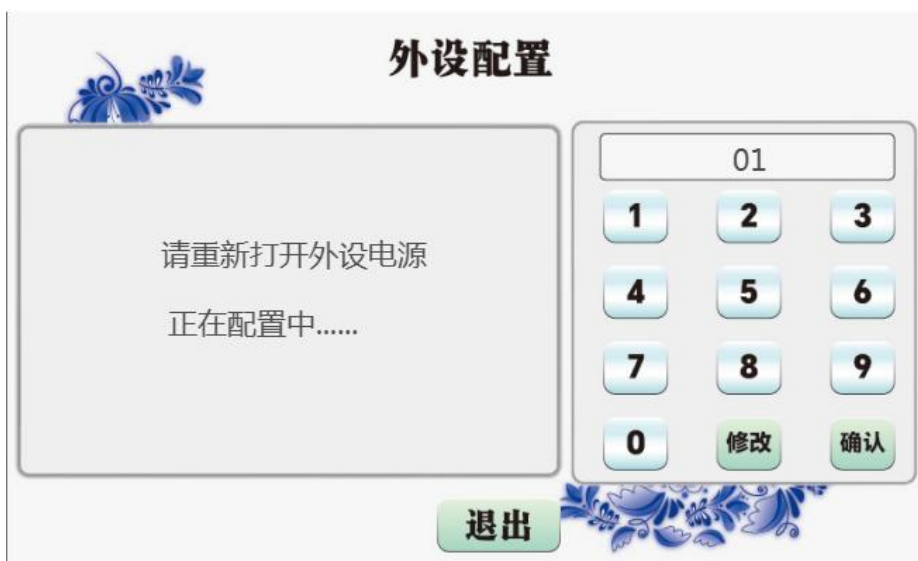 外设配置
请重新打开外设电源
正在配置中......
01
1 2 3
4 5 6
7 8 9
0 修改 确认
退出